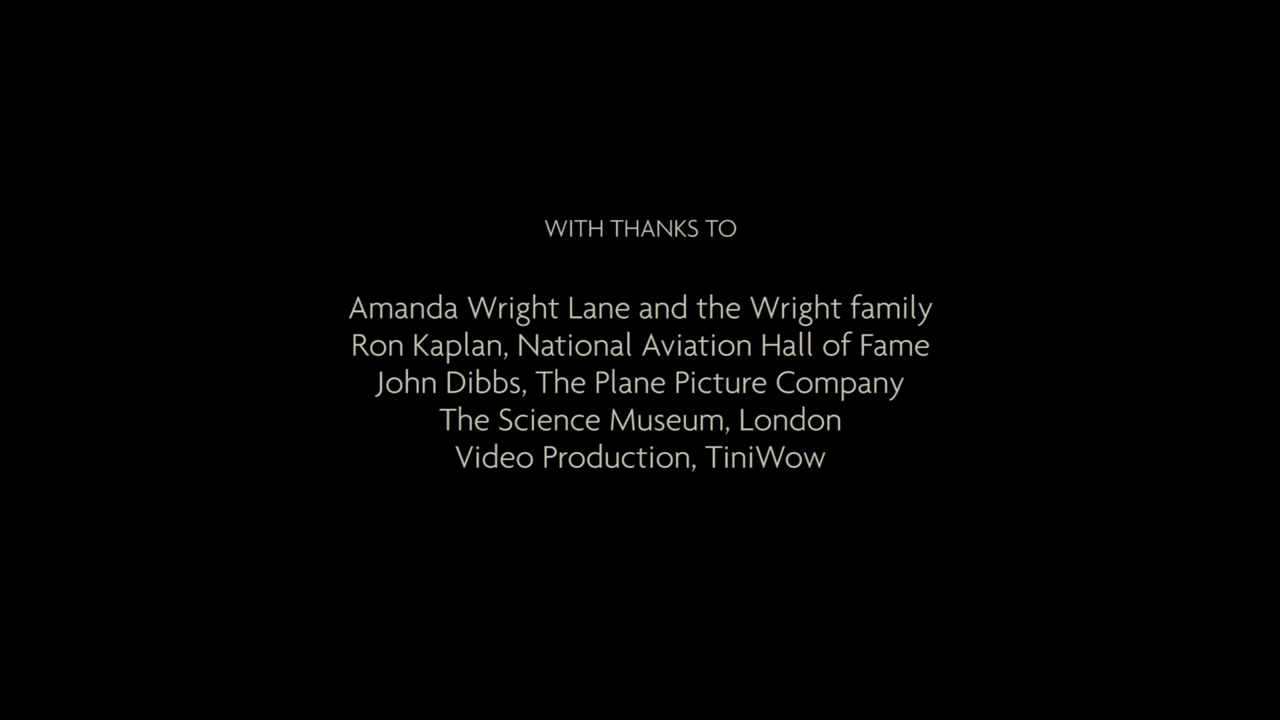 WITH THANKS TO
Amanda Wright Lane and the Wright family
Ron Kaplan, National Aviation Hall of Fame
John Dibbs, The Plane Picture Company
The Science Museum, London
Video Production, TiniWow